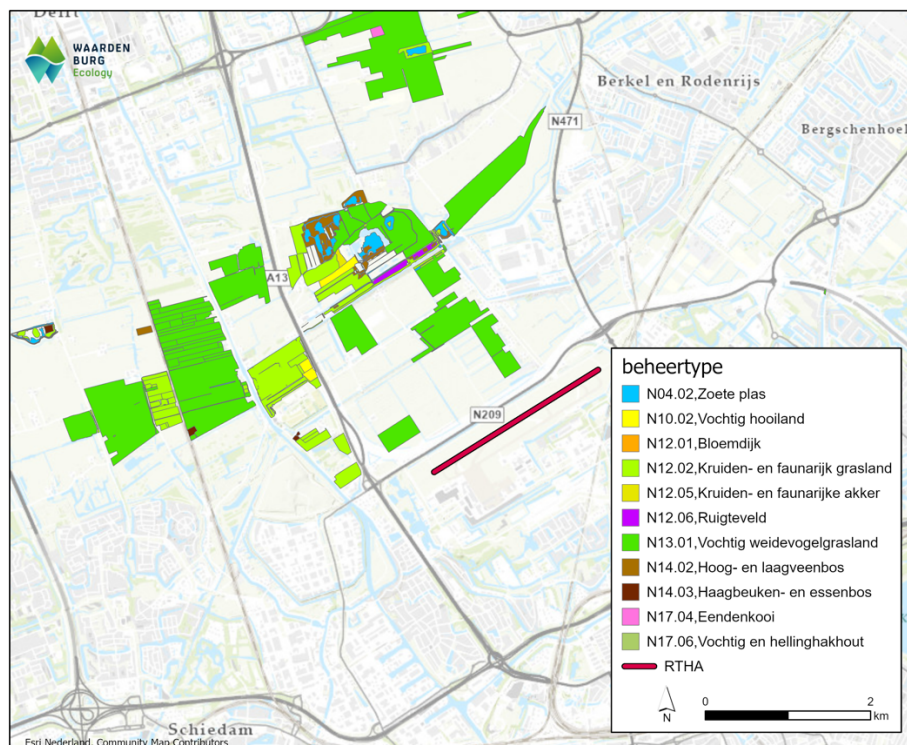 Delft
WAARDEN
BURG
Ecology
Berkel en Rodenrijs
N471
Bergschenhoe
A13
N209
beheertype
N04.02,Zoete plas
N10.02,Vochtig hooiland
N12.01,Bloemdijk
N12.02,Kruiden- en faunarijk grasland
N12.05,Kruiden- en faunarijke akker
N12.06,Ruigteveld
N13.01,Vochtig weidevogelgrasland
N14.02,Hoog- en laagveenbos
N14.03,Haagbeuken- en essenbos
N17.04,Eendenkooi
N17.06,Vochtig en hellinghakhout
RTHA
N
0 2
km
Schiedam
Esri Nederland, Community Map Contributors